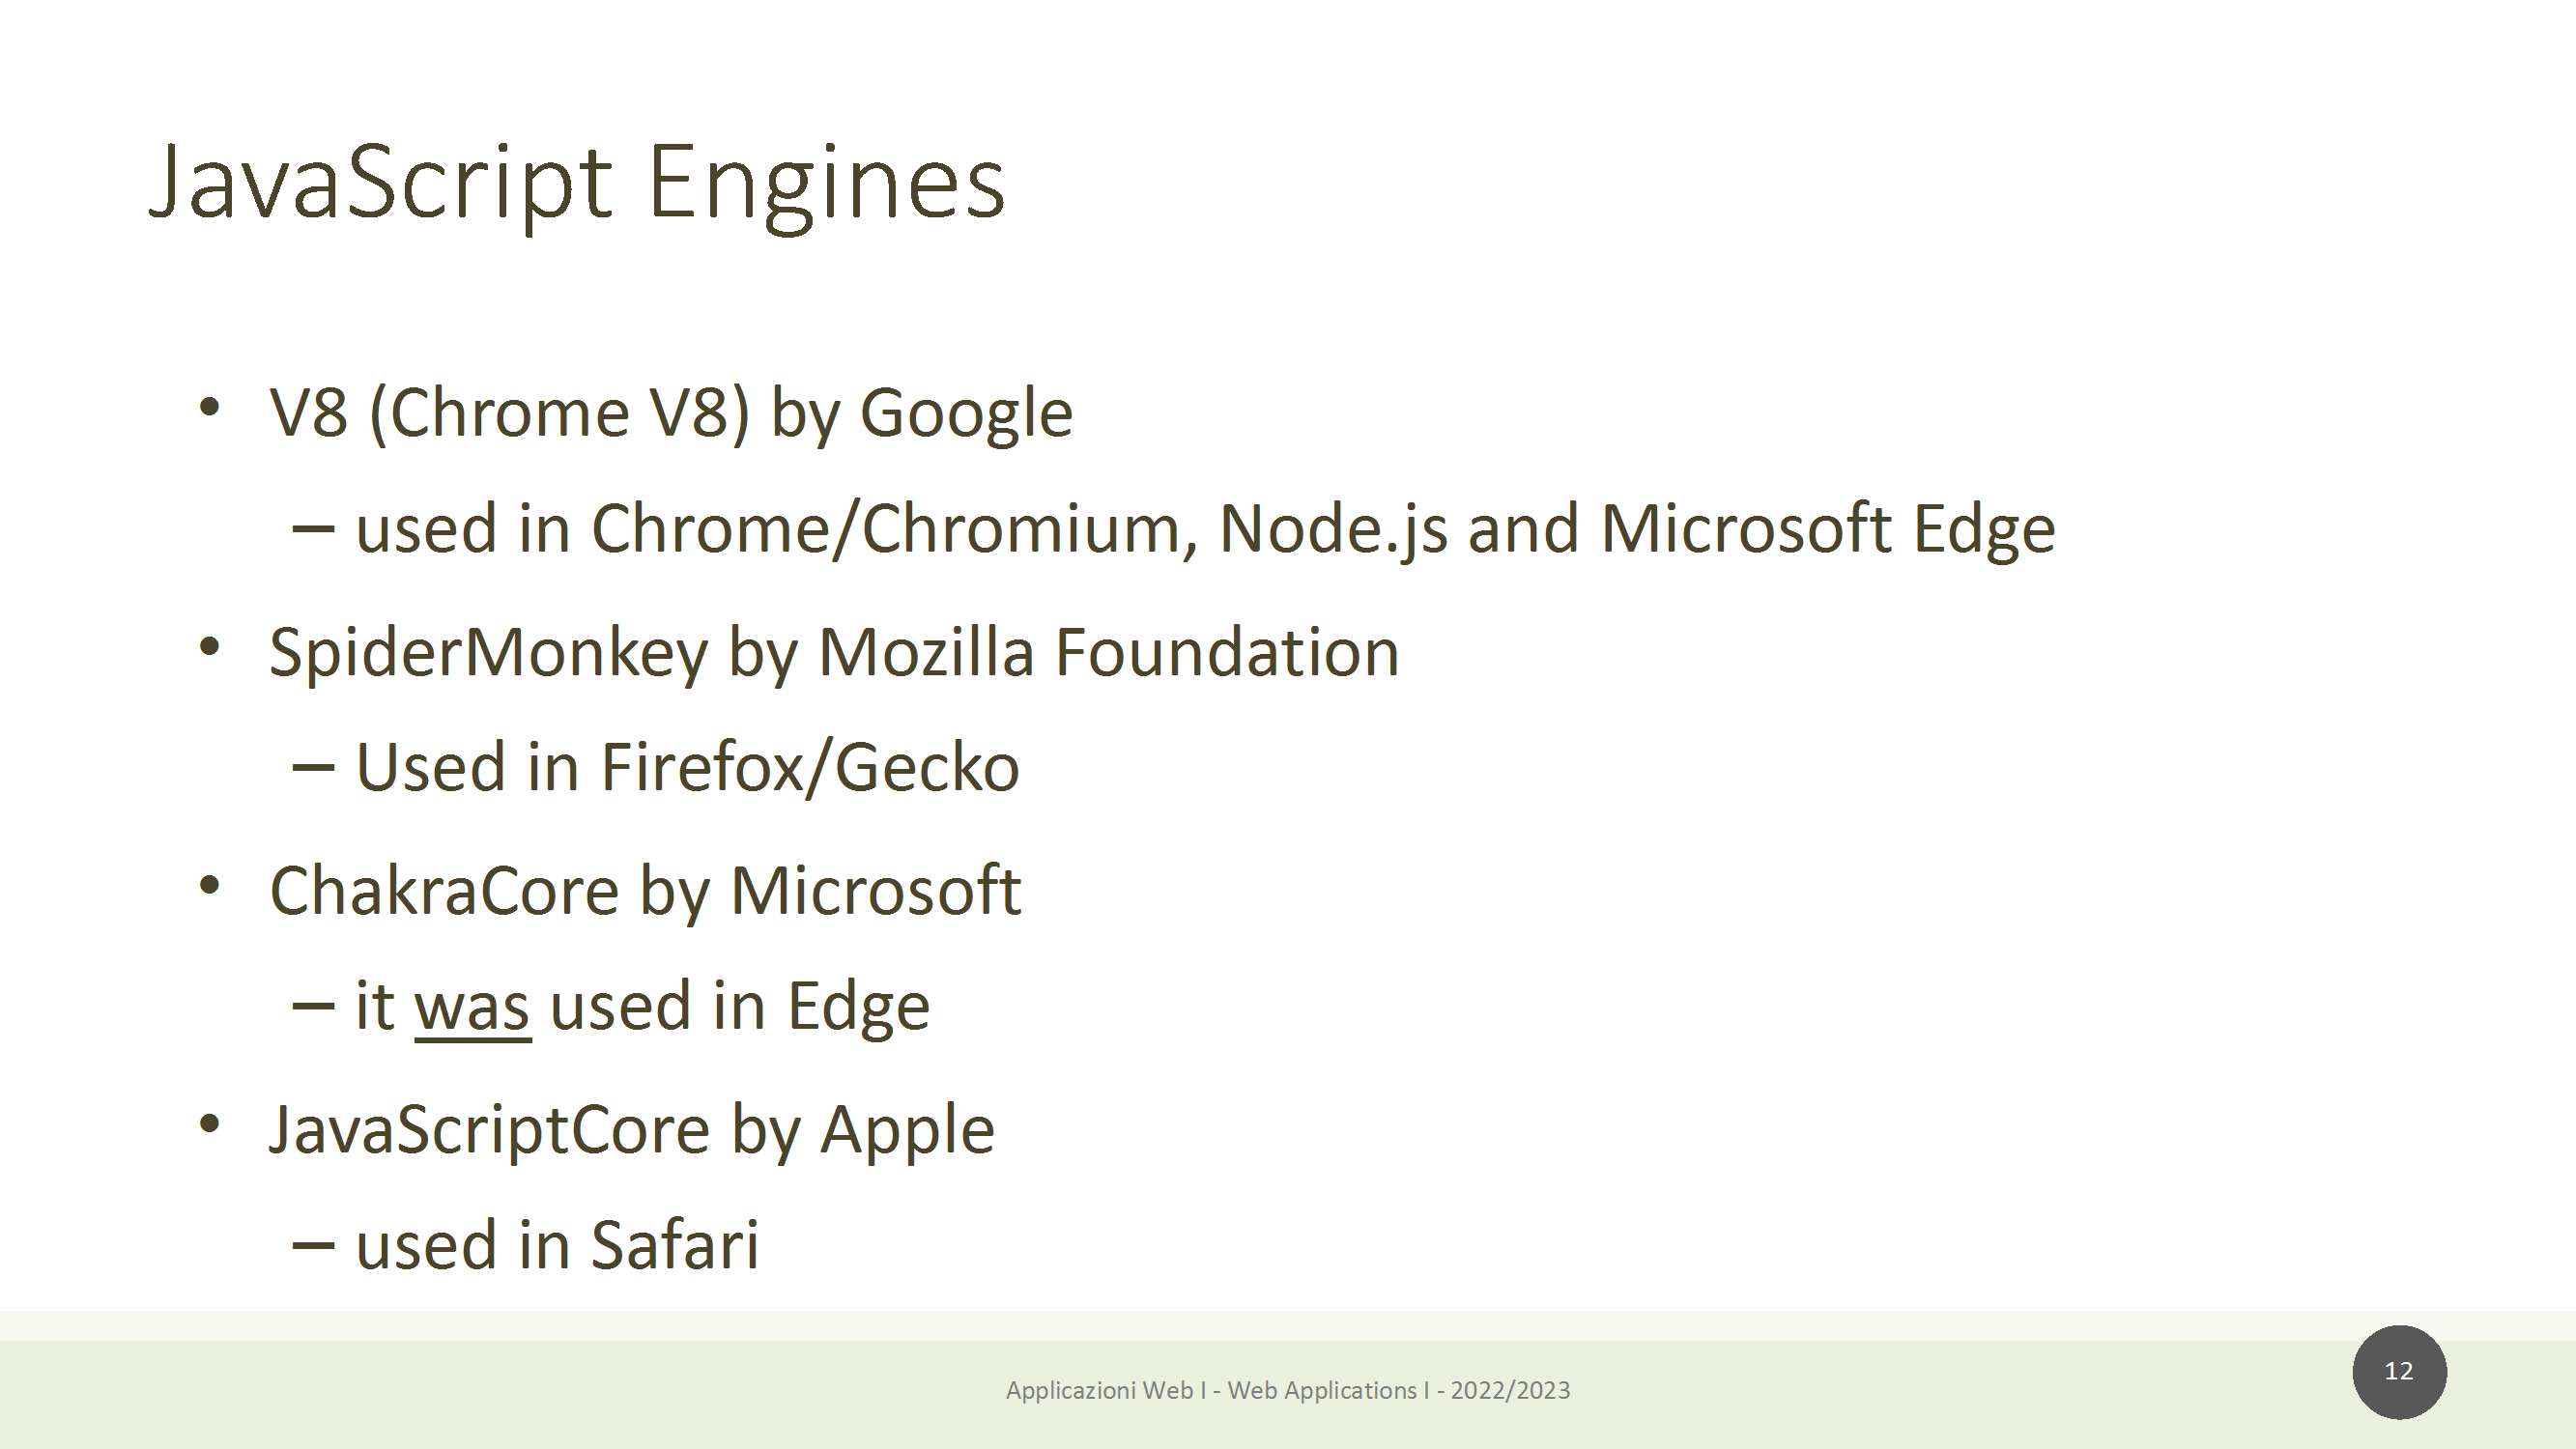 JavaScript Engines
• V8 (Chrome V8) by Google
– used in Chrome/Chromium, Node.js and Microsoft Edge
• SpiderMonkey by Mozilla Foundation
– Used in Firefox/Gecko
• ChakraCore by Microsoft
– it was used in Edge
• JavaScriptCore by Apple
– used in Safari
Applicazioni Web I - Web Applications I - 2022/2023
12